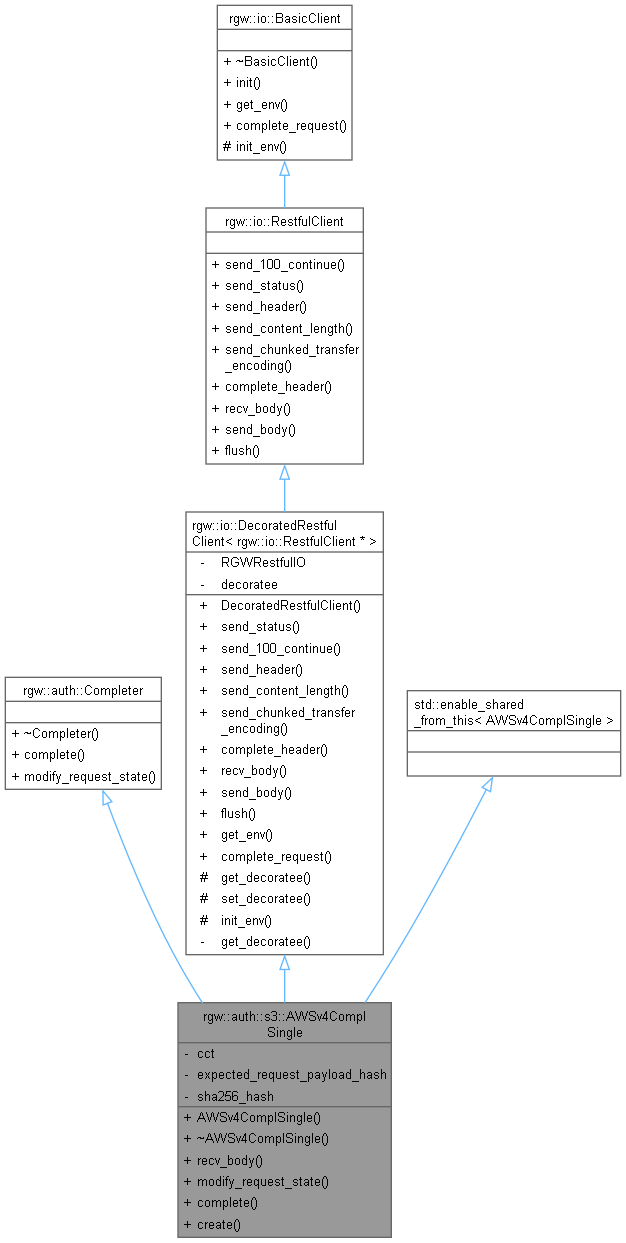 rgw::io::BasicClient
+ ~BasicClient()
+ init()
+ get_env()
+ complete_request()
# init_env()
rgw::io::RestfulClient
+ send_100_continue()
+ send_status()
+ send_header()
+ send_content_length()
+ send_chunked_transfer
_encoding()
+ complete_header()
+ recv_body()
+ send_body()
+ flush()
rgw::io::DecoratedRestful
Client< rgw::io::RestfulClient * >
- RGWRestfulIO
- decoratee
+ DecoratedRestfulClient()
+ send_status()
+ send_100_continue()
+ send_header()
+ send_content_length()
+ send_chunked_transfer
_encoding()
+ complete_header()
+ recv_body()
+ send_body()
+ flush()
+ get_env()
+ complete_request()
# get_decoratee()
# set_decoratee()
# init_env()
- get_decoratee()
rgw::auth::Completer
+ ~Completer()
+ complete()
+ modify_request_state()
std::enable_shared
_from_this< AWSv4ComplSingle >
rgw::auth::s3::AWSv4Compl
Single
- cct
- expected_request_payload_hash
- sha256_hash
+ AWSv4ComplSingle()
+ ~AWSv4ComplSingle()
+ recv_body()
+ modify_request_state()
+ complete()
+ create()